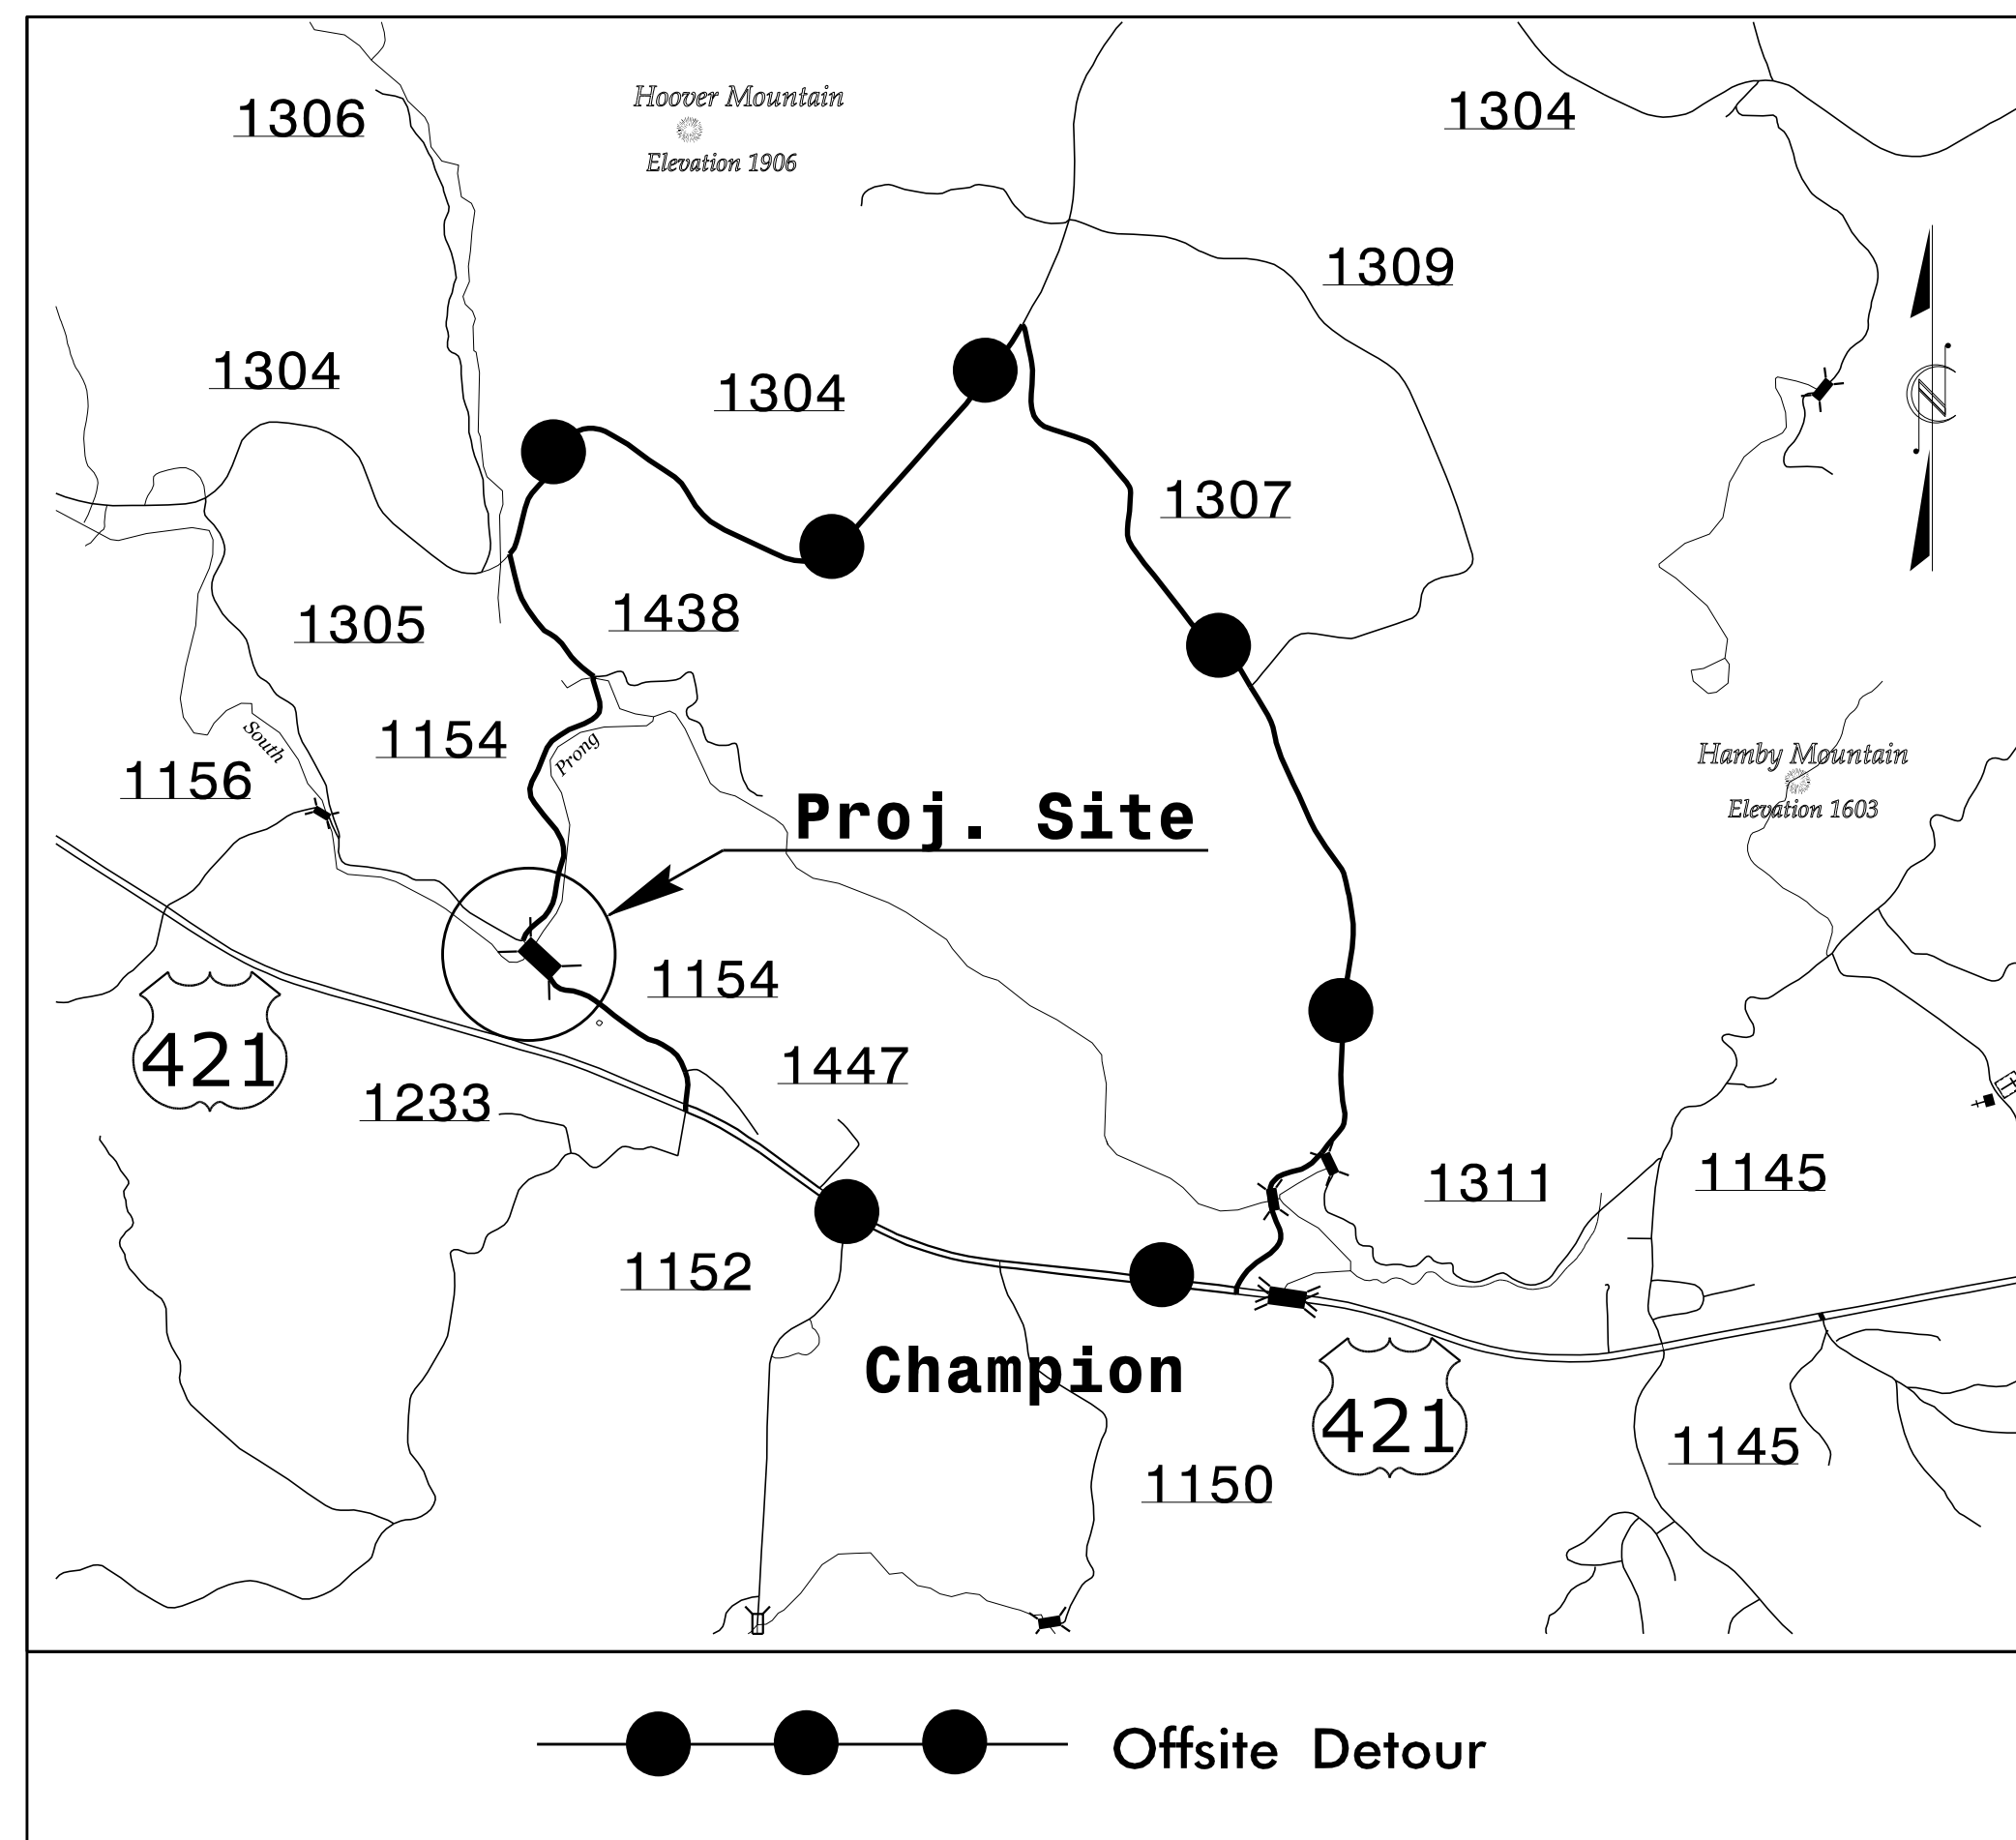 1306
Hoover Mountain
Elevation 1906
1304
1309
1304
1304
1307
N
1305
1438
1154
South
Prong
1156
Hamby Mountain
Elevation 1603
Proj. Site
1154
421
1447
1233
1311
1145
1152
Champion
421
1145
1150
Offsite Detour